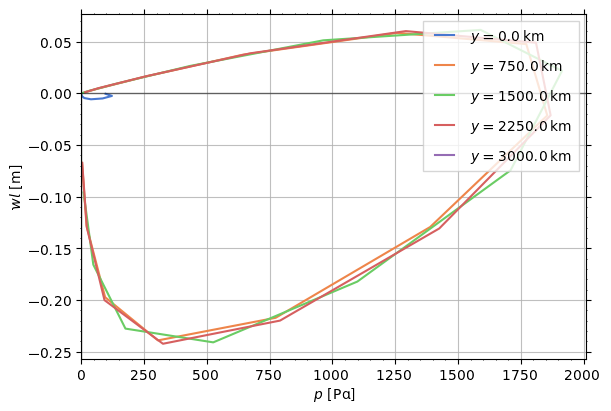 0.05
0.00
−0.05
−0.10
−0.15
−0.20
−0.25
wl [m]
0
250
500
750
1000
1250
1500
1750
2000
p [Pa]
y = 0.0 km
y = 750.0 km
y = 1500.0 km
y = 2250.0 km
y = 3000.0 km